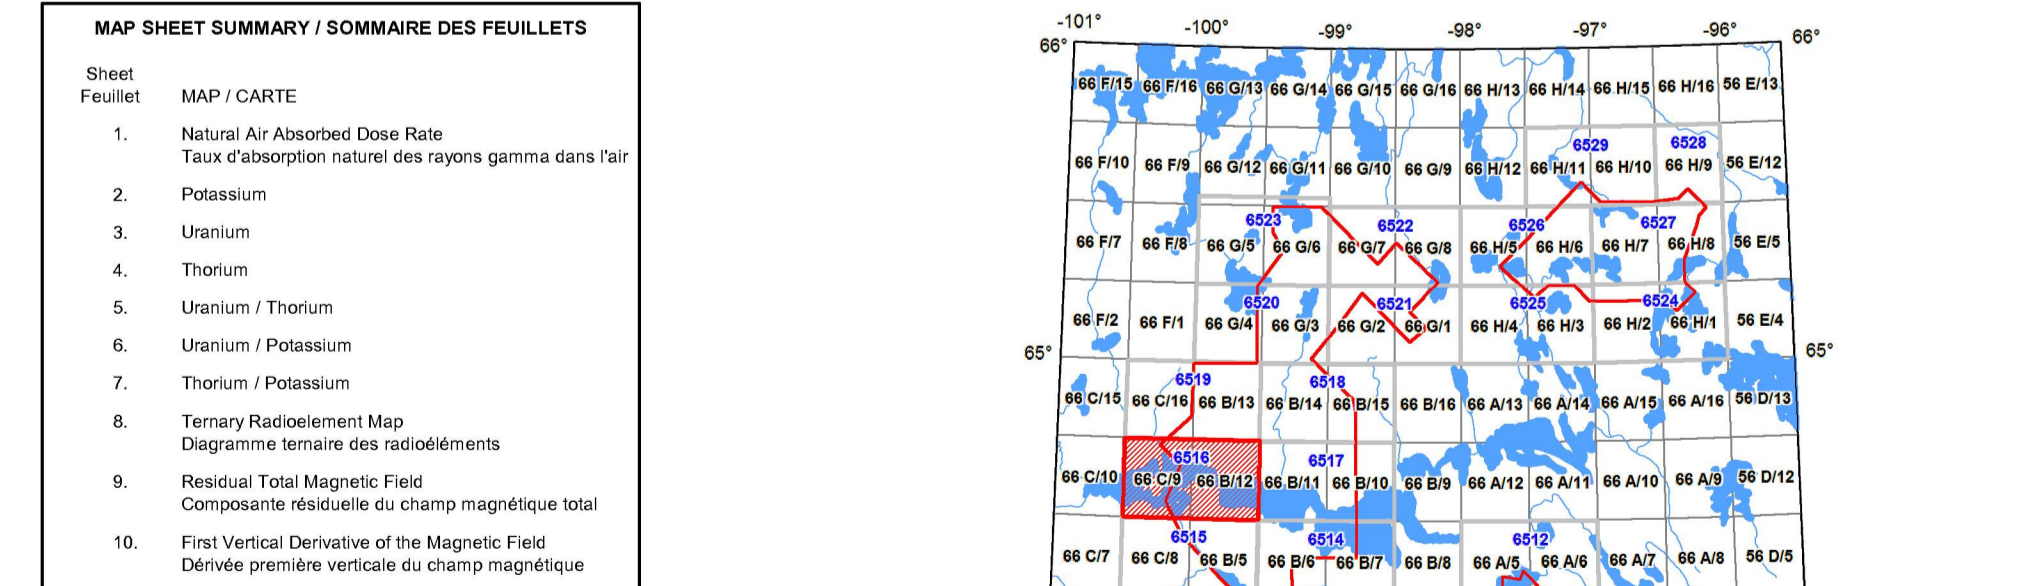 MAP SHEET SUMMARY / SOMMAIRE DES FEUILLETS
Sheet
Feuillet MAP / CARTE
1. Natural Air Absorbed Dose Rate
Taux d'absorption naturel des rayons gamma dans l'air
2. Potassium
3. Uranium
4. Thorium
5. Uranium / Thorium
6. Uranium / Potassium
7. Thorium / Potassium
8. Ternary Radioelement Map
Diagramme ternaire des radioéléments
9. Residual Total Magnetic Field
Composante résiduelle du champ magnétique total
10. First Vertical Derivative of the Magnetic Field
Dérivée première verticale du champ magnétique
-101° -100° -99° -98° -97° -96°
66° 66°
66 F/15 66 F/16 66 G/13 66 G/14 66 G/15 66 G/16 66 H/13 66 H/14 66 H/15 66 H/16 56 E/13
6529 6528
66 F/10 66 F/9 66 G/12 66 G/11 66 G/10 66 G/9 66 H/12 66 H/11 66 H/10 66 H/9 56 E/12
6523 6522 6526 6527
66 F/7 66 F/8 66 G/5 66 G/6 66 G/7 66 G/8 66 H/5 66 H/6 66 H/7 66 H/8 56 E/5
6520 6521 6525 6524
66 F/2 66 F/1 66 G/4 66 G/3 66 G/2 66 G/1 66 H/4 66 H/3 66 H/2 66 H/1 56 E/4
65° 65°
6519 6518
66 C/15 66 C/16 66 B/13 66 B/14 66 B/15 66 B/16 66 A/13 66 A/14 66 A/15 66 A/16 56 D/13
6516 6517
66 C/10 66 C/9 66 B/12 66 B/11 66 B/10 66 B/9 66 A/12 66 A/11 66 A/10 66 A/9 56 D/12
6515 6514 6512
66 C/7 66 C/8 66 B/5 66 B/6 66 B/7 66 B/8 66 A/5 66 A/6 66 A/7 66 A/8 56 D/5